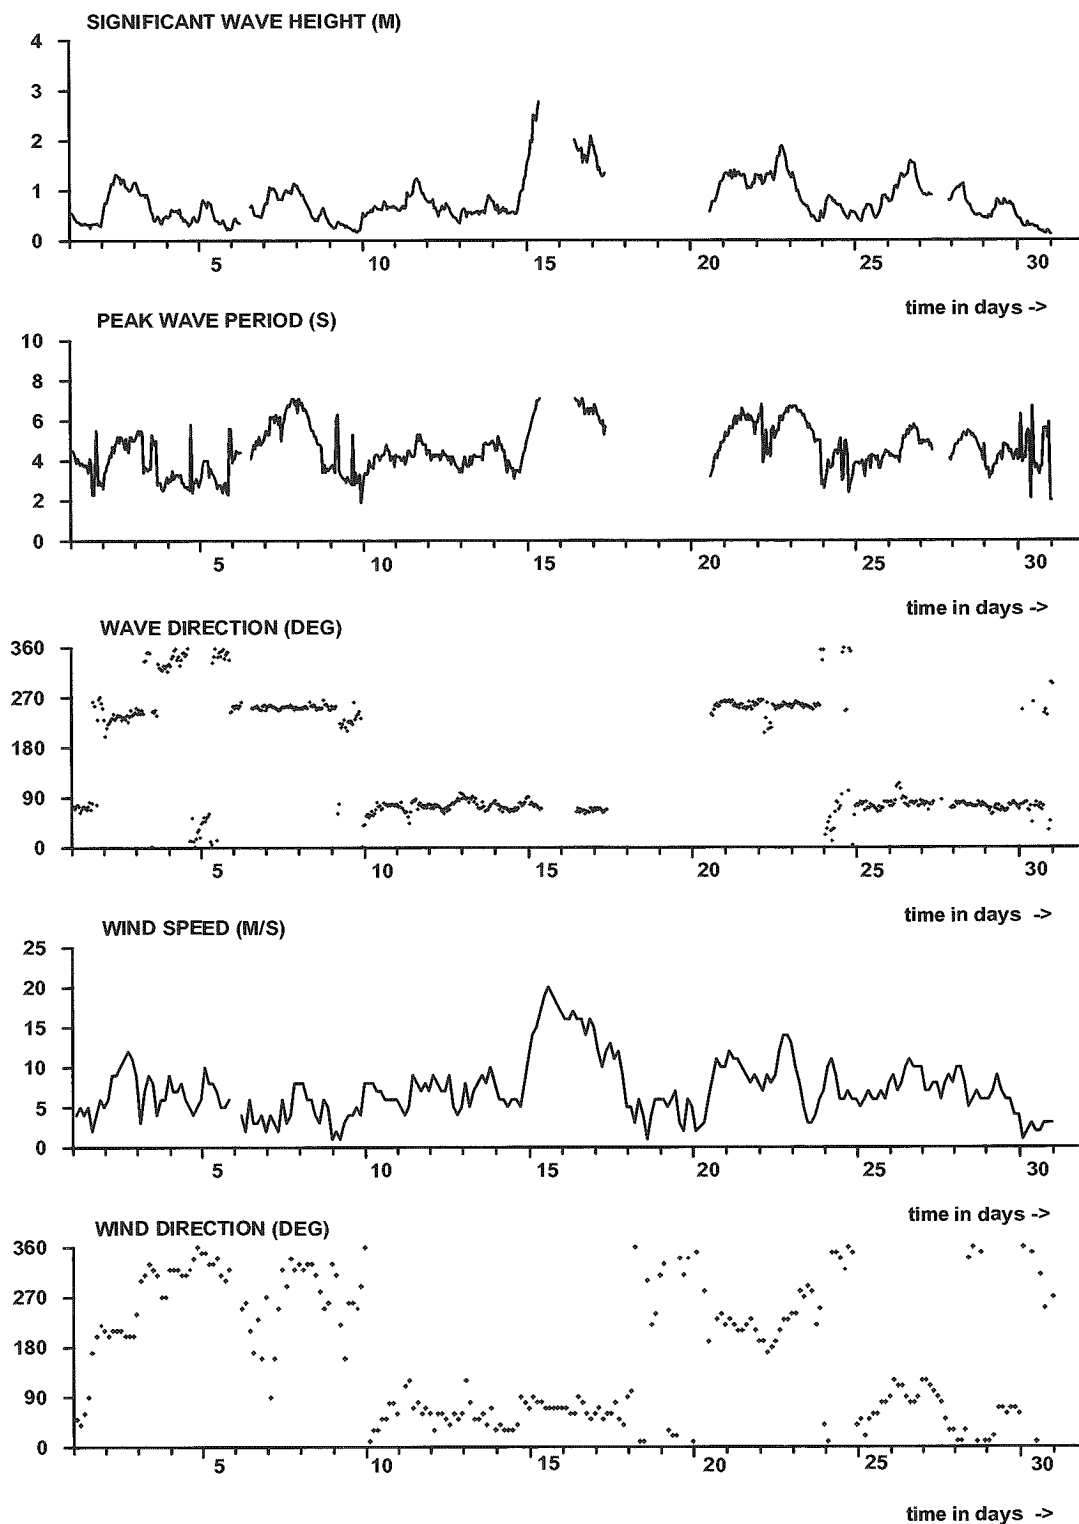 SIGNIFICANT WAVE HEIGHT (M)
4
3
2
1
0
5 10 15 20 25 30
time in days ->
PEAK WAVE PERIOD (S)
10
8
6
4
2
0
5 10 15 20 25 30
time in days ->
WAVE DIRECTION (DEG)
360
270
180
90
0
5 10 15 20 25 30
time in days ->
WIND SPEED (M/S)
25
20
15
10
5
0
5 10 15 20 25 30
time in days ->
WIND DIRECTION (DEG)
360
270
180
90
0
5 10 15 20 25 30
time in days ->